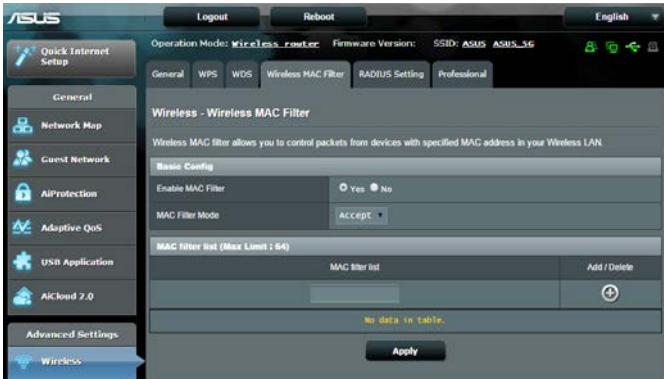 ASUS
Logout
Reboot
English
Quick Internet Setup
Operation Mode: Wireless router Firmware Version: SSID: ASUS ASUS_5G
General WPS WDS Wireless MAC Filter RADIUS Setting Professional
General
Network Map
Guest Network
AiProtection
Adaptive QoS
USB Application
AiCloud 2.0
Advanced Settings
Wireless
Wireless - Wireless MAC Filter
Wireless MAC filter allows you to control packets from devices with specified MAC address in your Wireless LAN.
Basic Config
Enable MAC Filter Yes No
MAC Filter Mode Accept
MAC filter list (Max Limit : 64)
MAC filter list Add / Delete
No data in table.
Apply